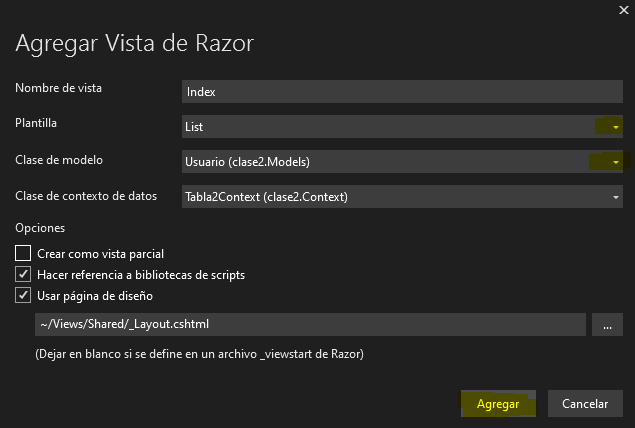 Agregar Vista de Razor
Nombre de vista
Index
Plantilla
List
Clase de modelo
Usuario (clase2.Models)
Clase de contexto de datos
Tabla2Context (clase2.Context)
Opciones
Crear como vista parcial
Hacer referencia a bibliotecas de scripts
Usar página de diseño
~/Views/Shared/_Layout.cshtml
...
(Dejar en blanco si se define en un archivo _viewstart de Razor)
Agregar
Cancelar